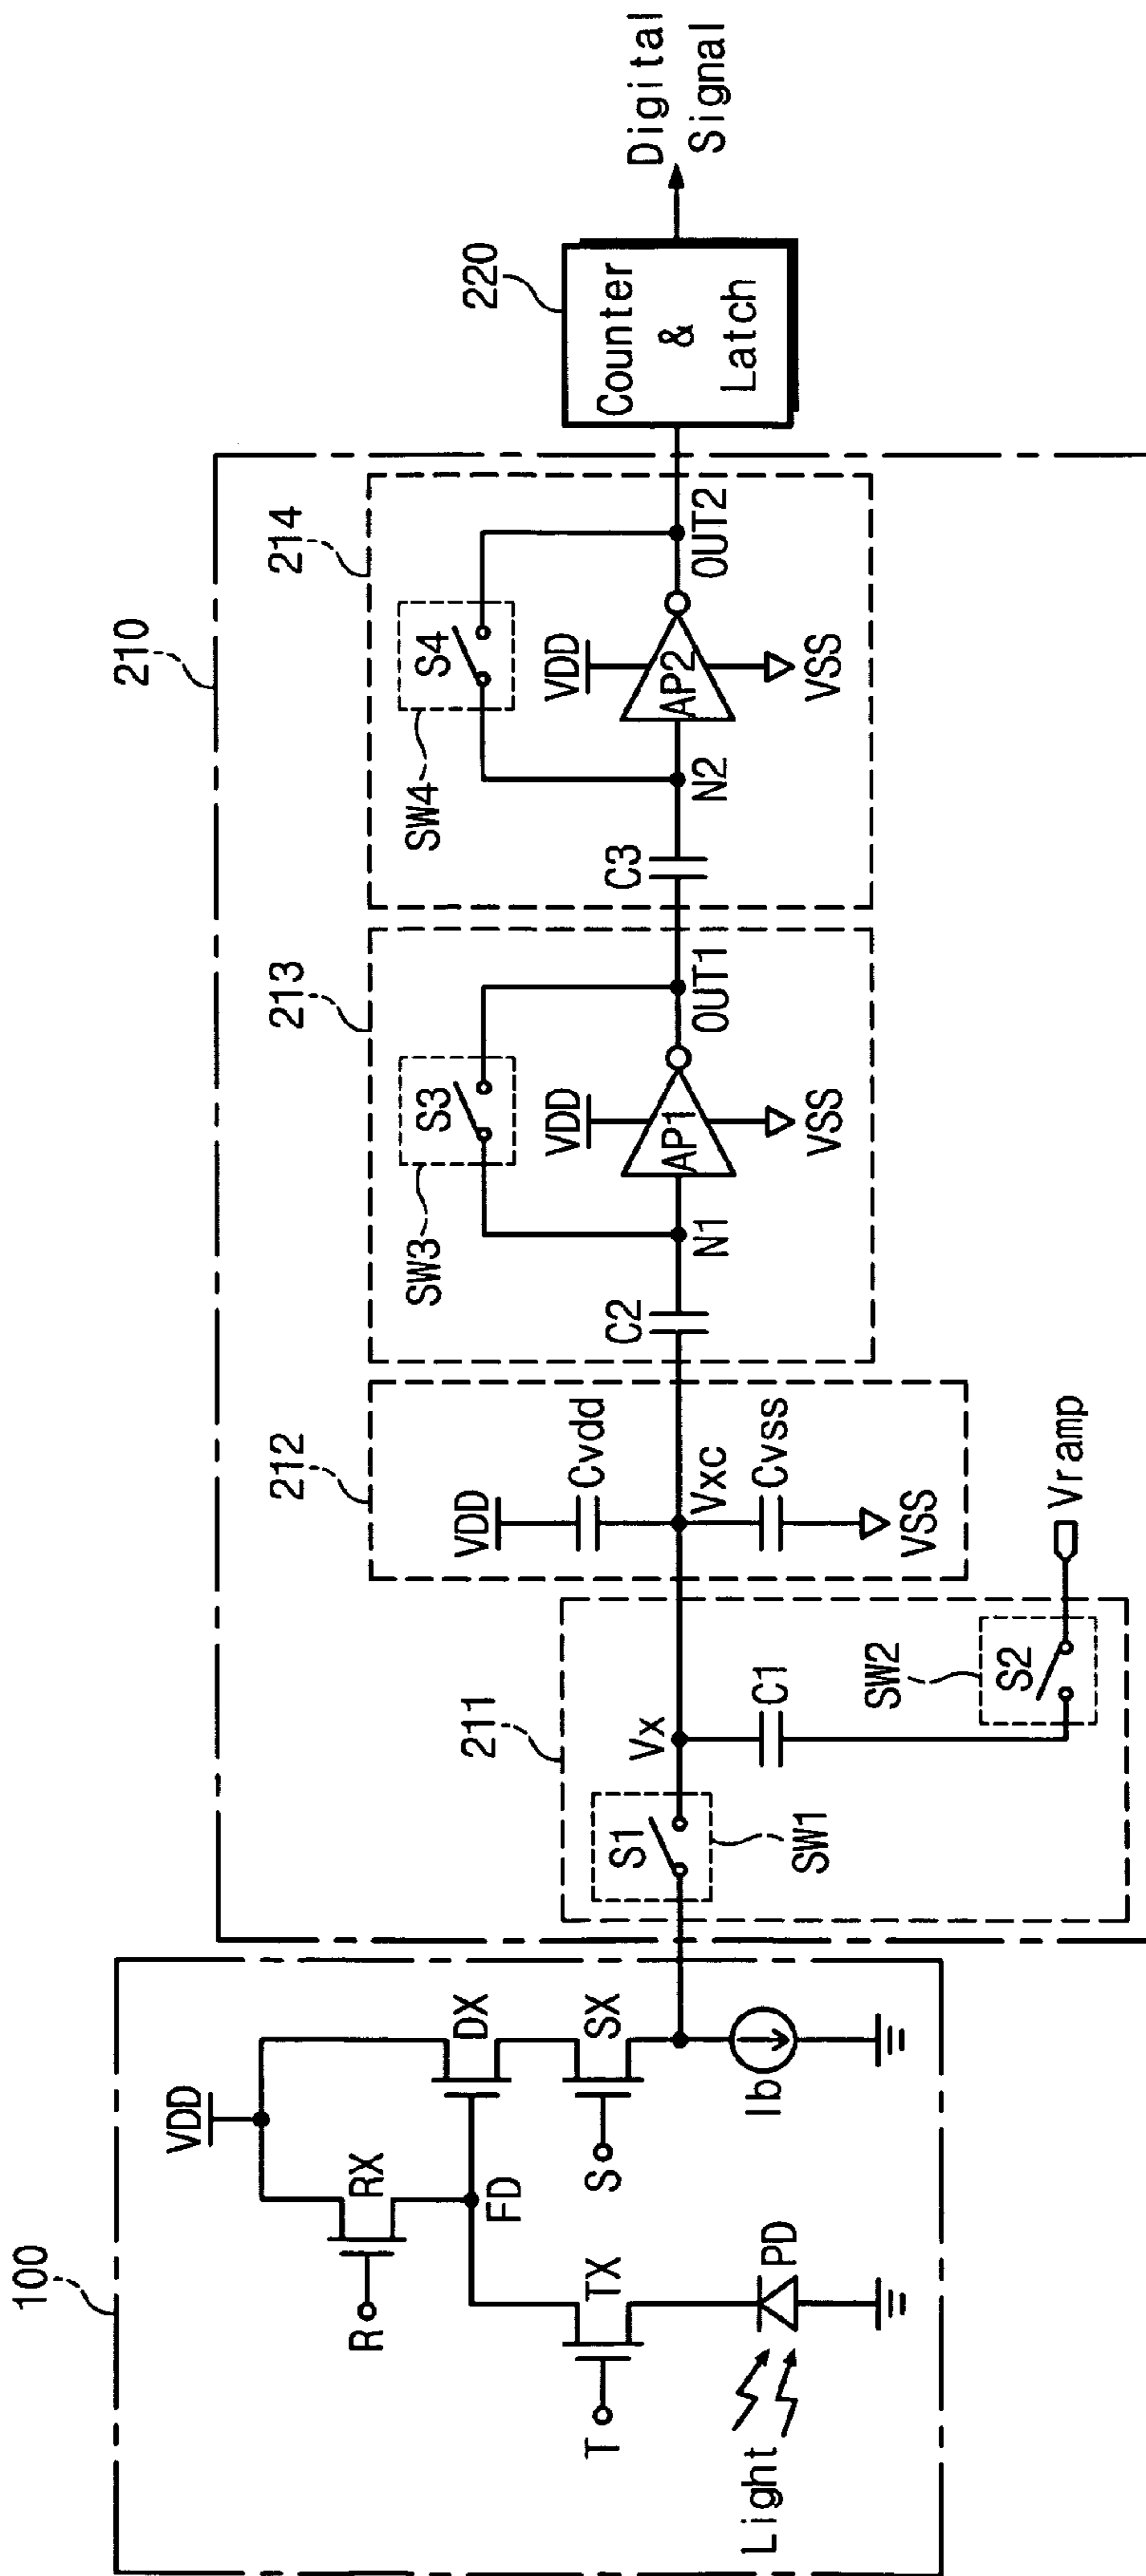 100
VDD
R
RX
FD
DX
T
TX
S
SX
Light
PD
Ib
210
211
S1
SW1
Vx
C1
SW2
S2
Vramp
212
VDD
Cvdd
Vxc
Cvss
VSS
213
SW3
S3
C2
N1
VDD
AP1
VSS
OUT1
214
SW4
S4
C3
N2
VDD
AP2
VSS
OUT2
220
Counter
&
Latch
Digital
Signal